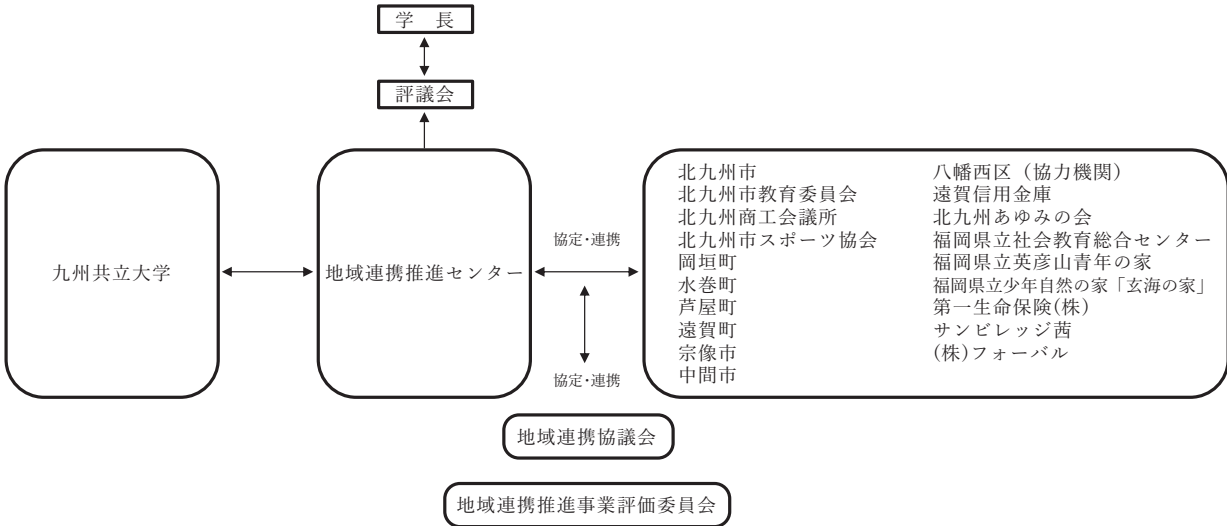 学 長
評議会
九州共立大学
地域連携推進センター
協定・連携
協定・連携
北九州市
北九州市教育委員会
北九州商工会議所
北九州市スポーツ協会
岡垣町
水巻町
芦屋町
遠賀町
宗像市
中間市
八幡西区（協力機関）
遠賀信用金庫
北九州あゆみの会
福岡県立社会教育総合センター
福岡県立英彦山青年の家
福岡県立少年自然の家「玄海の家」
第一生命保険(株)
サンビレッジ茜
(株)フォーバル
地域連携協議会
地域連携推進事業評価委員会